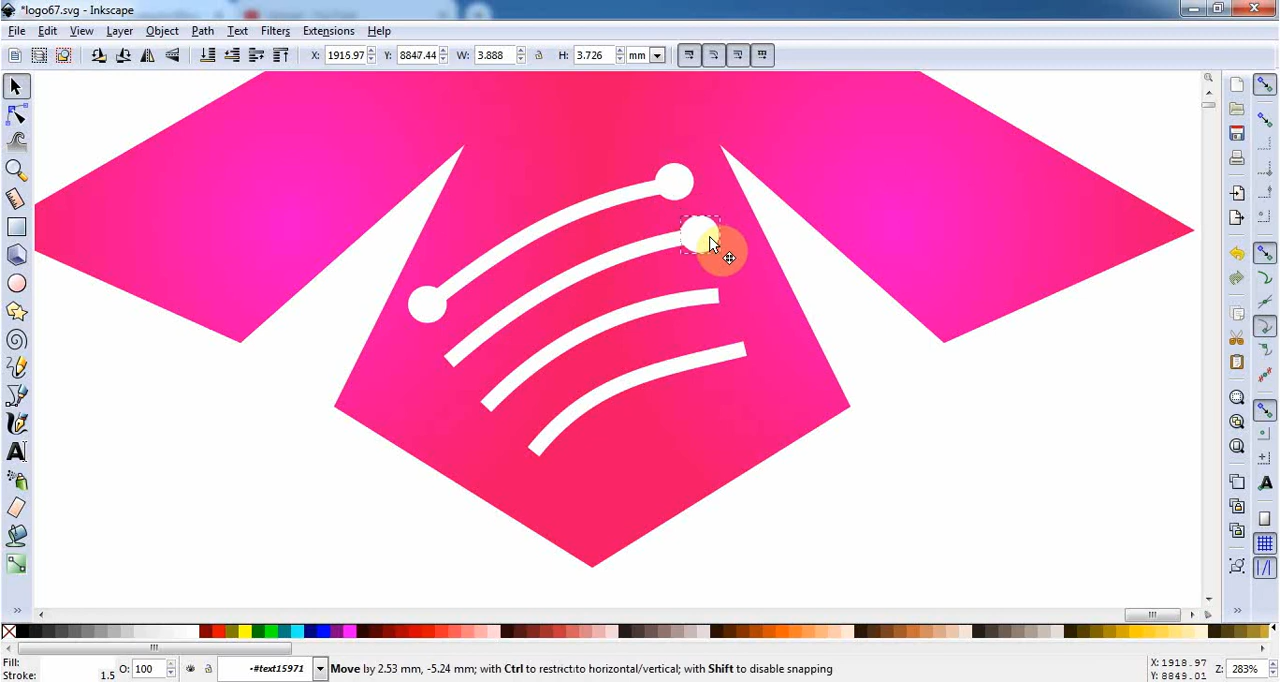 *logo67.svg - Inkscape
File Edit View Layer Object Path Text Filters Extensions Help
X: 1915.97 Y: 8847.44 W: 3.888 H: 3.726 mm
Fill: O: 100 •#text15971 Move by 2.53 mm, -5.24 mm; with Ctrl to restrict to horizontal/vertical; with Shift to disable snapping X: 1918.97 Z: 283%
Stroke: 1.5 Y: 8849.01